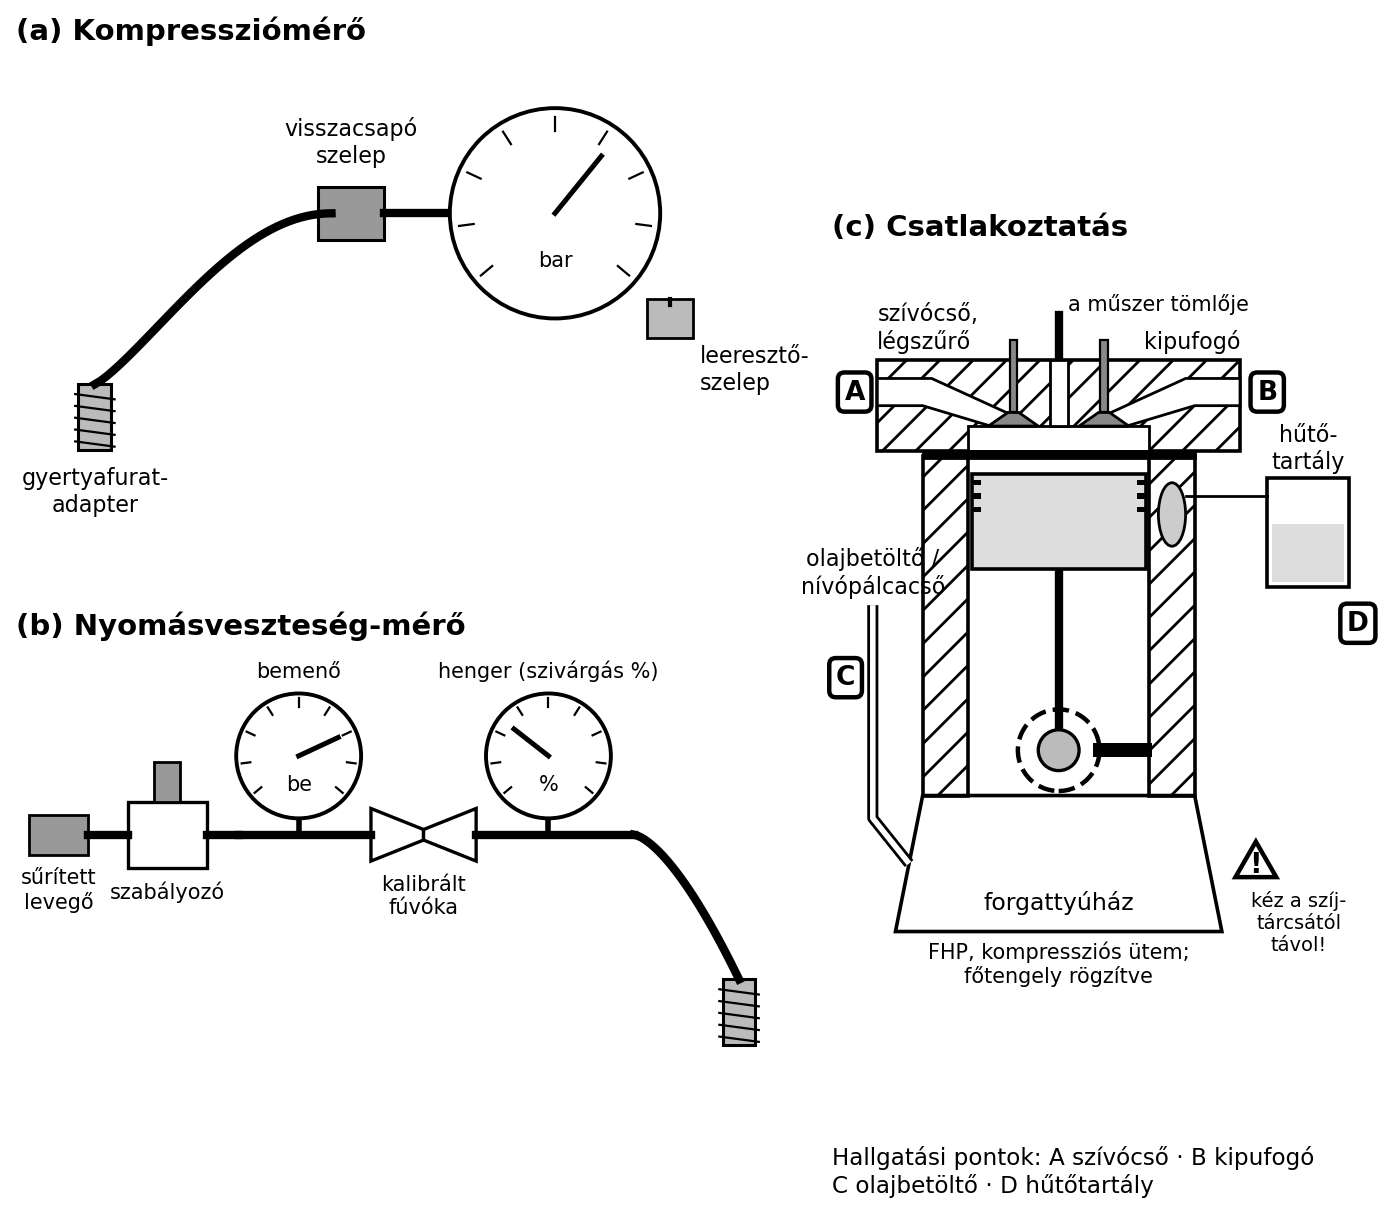 (a) Kompressziómérő
visszacsapó
szelep
bar
leeresztő-
szelep
gyertyafurat-
adapter
(b) Nyomásveszteség-mérő
bemenő
henger (szivárgás %)
be
%
sűrített
levegő
szabályozó
kalibrált
fúvóka
(c) Csatlakoztatás
szívócső,
légszűrő
a műszer tömlője
kipufogó
A
B
hűtő-
tartály
olajbetöltő /
nívópálcacső
D
C
!
forgattyúház
kéz a szíj-
tárcsától
távol!
FHP, kompressziós ütem;
főtengely rögzítve
Hallgatási pontok: A szívócső · B kipufogó
C olajbetöltő · D hűtőtartály